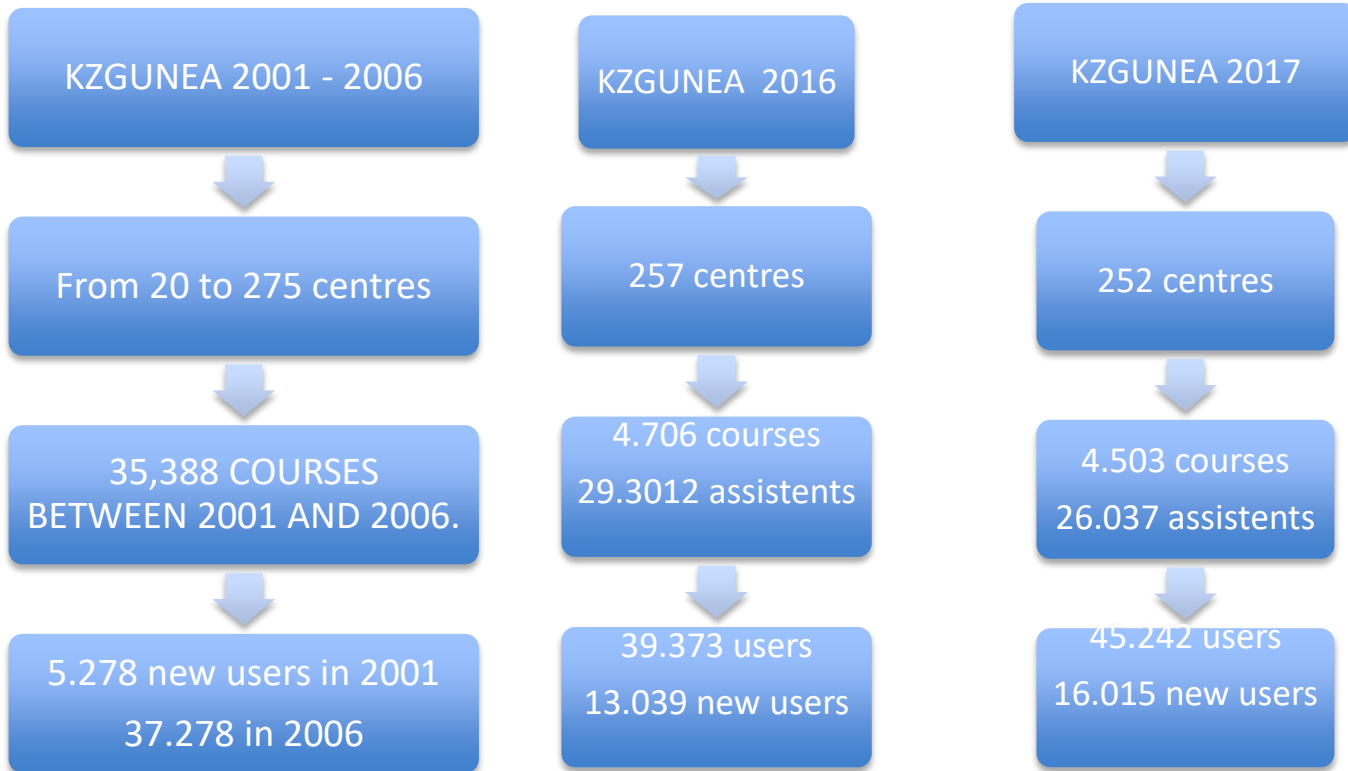 KZGUNEA 2001 - 2006
From 20 to 275 centres
35,388 COURSES
BETWEEN 2001 AND 2006.
5.278 new users in 2001
37.278 in 2006
KZGUNEA 2016
257 centres
4.706 courses
29.3012 assistents
39.373 users
13.039 new users
KZGUNEA 2017
252 centres
4.503 courses
26.037 assistents
45.242 users
16.015 new users